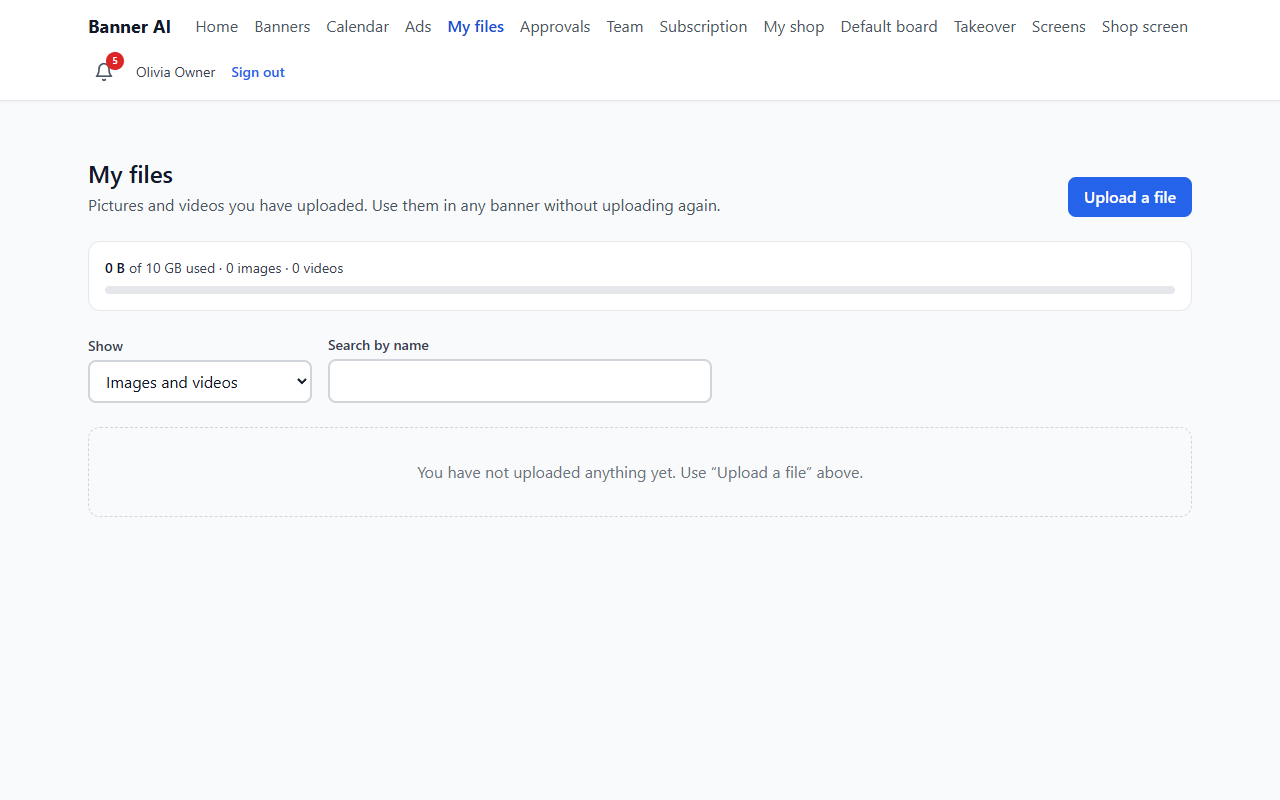 Banner AI Home Banners Calendar Ads My files Approvals Team Subscription My shop Default board Takeover Screens Shop screen
5 Olivia Owner Sign out
My files
Pictures and videos you have uploaded. Use them in any banner without uploading again.
Upload a file
0 B of 10 GB used · 0 images · 0 videos
Show Search by name
Images and videos
You have not uploaded anything yet. Use “Upload a file” above.